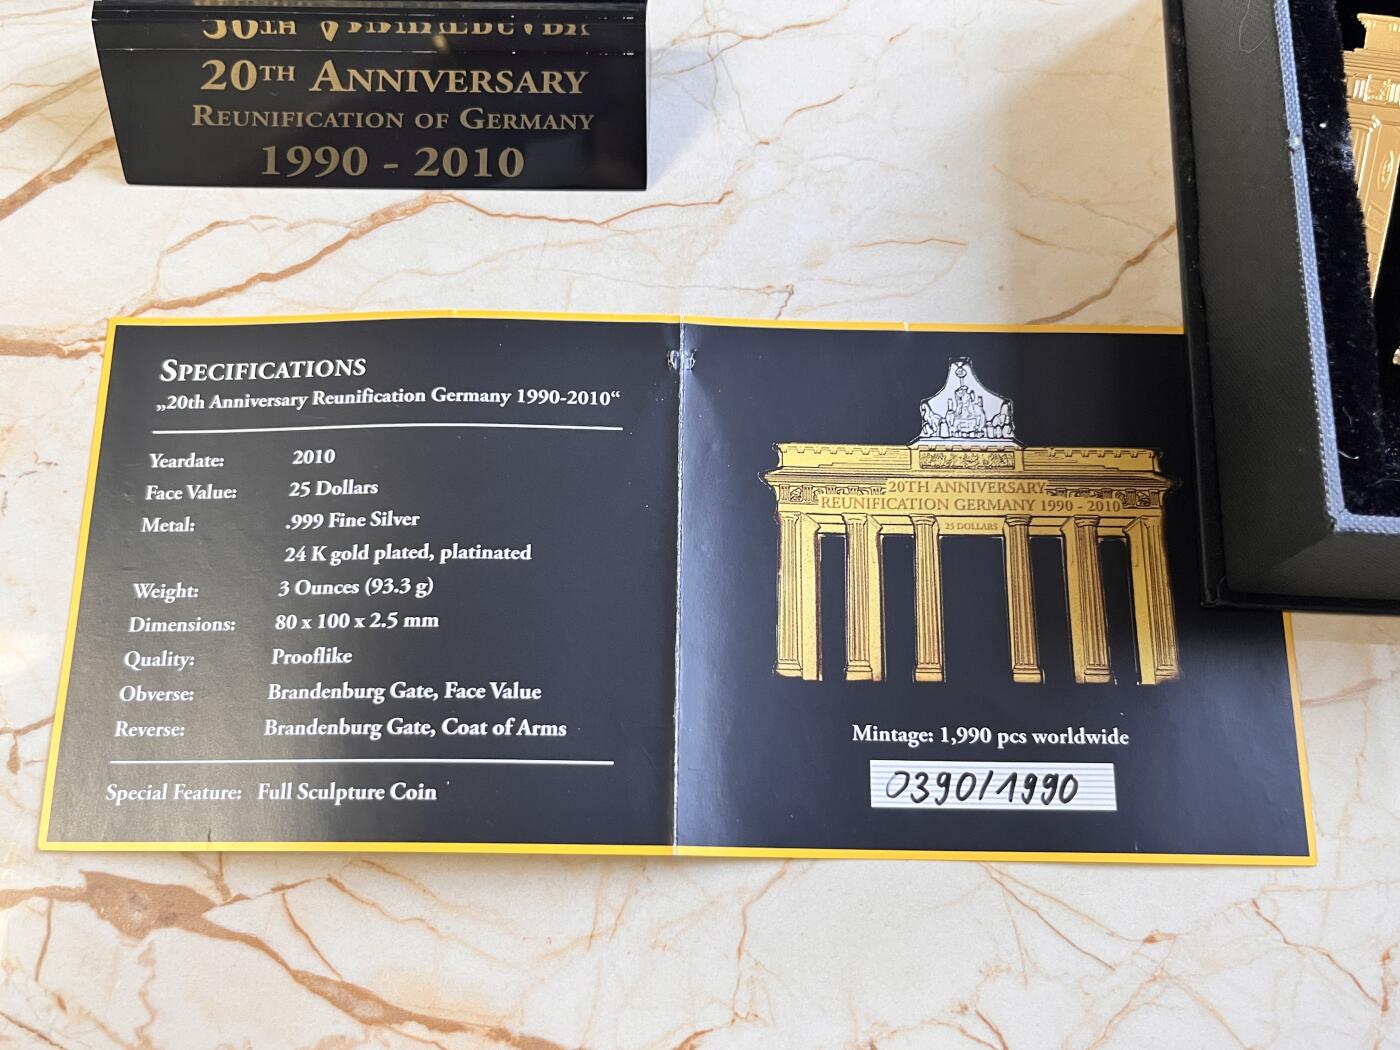 20TH ANNIVERSARY
REUNIFICATION OF GERMANY
1990 - 2010
SPECIFICATIONS
„20th Anniversary Reunification Germany 1990-2010“
Yeardate: 2010
Face Value: 25 Dollars
Metal: .999 Fine Silver
24 K gold plated, platinated
Weight: 3 Ounces (93.3 g)
Dimensions: 80 x 100 x 2.5 mm
Quality: Prooflike
Obverse: Brandenburg Gate, Face Value
Reverse: Brandenburg Gate, Coat of Arms
Special Feature: Full Sculpture Coin
20TH ANNIVERSARY
REUNIFICATION GERMANY 1990 - 2010
25 DOLLARS
Mintage: 1,990 pcs worldwide
0390/1990